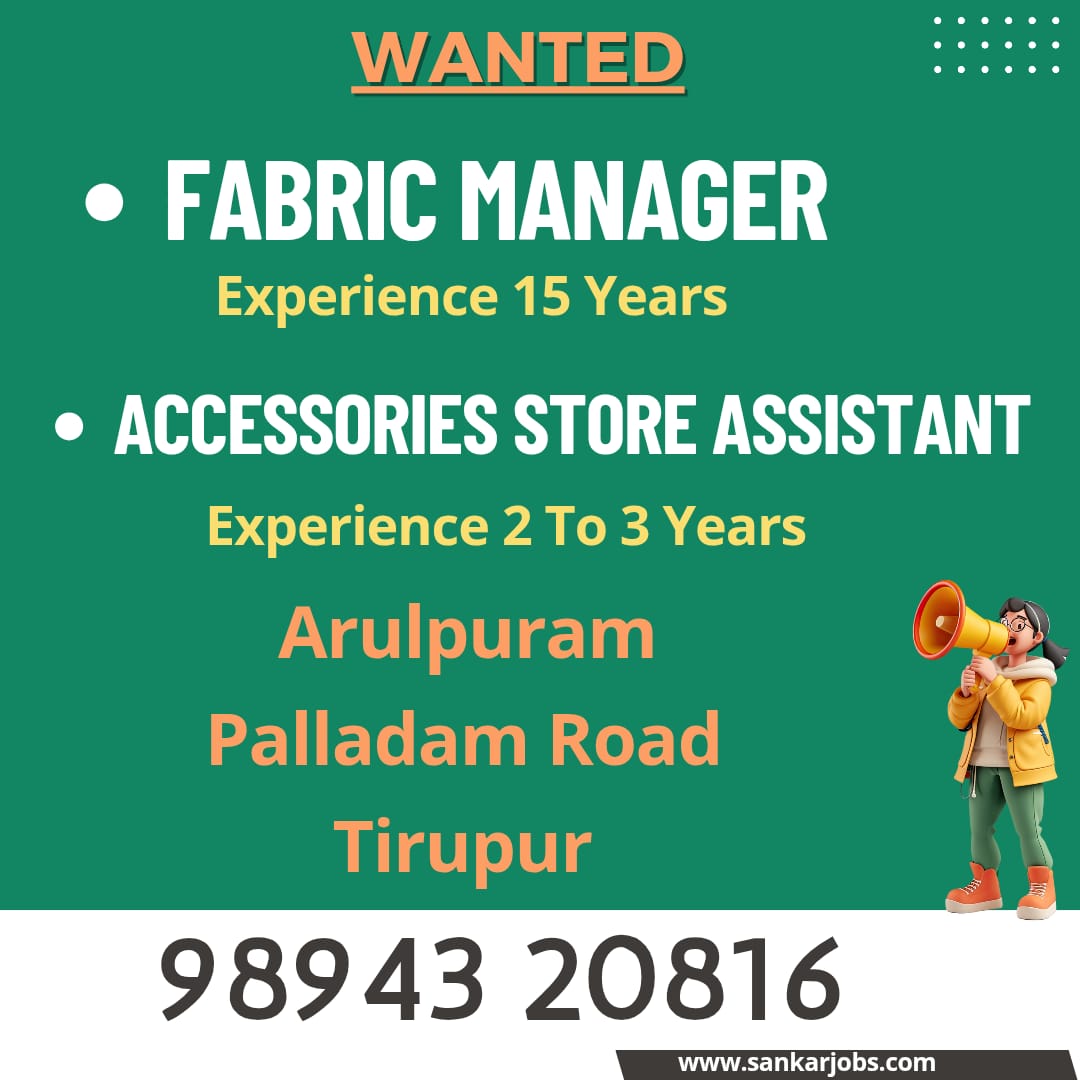 WANTED
• FABRIC MANAGER
Experience 15 Years
• ACCESSORIES STORE ASSISTANT
Experience 2 To 3 Years
Arulpuram
Palladam Road
Tirupur
98943 20816
www.sankarjobs.com